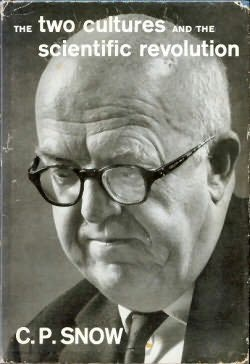 THE two cultures AND THE
scientific revolution
C.P. SNOW